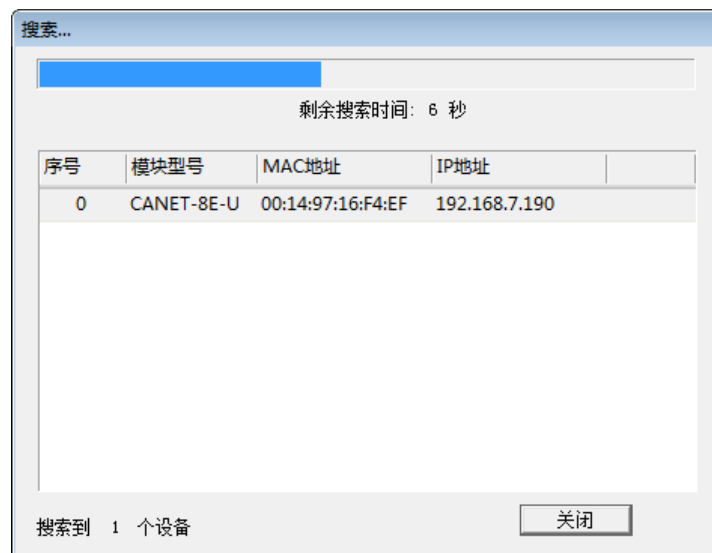 搜索...
剩余搜索时间: 6 秒
序号 模块型号 MAC地址 IP地址
0 CANET-8E-U 00:14:97:16:F4:EF 192.168.7.190
搜索到 1 个设备 关闭